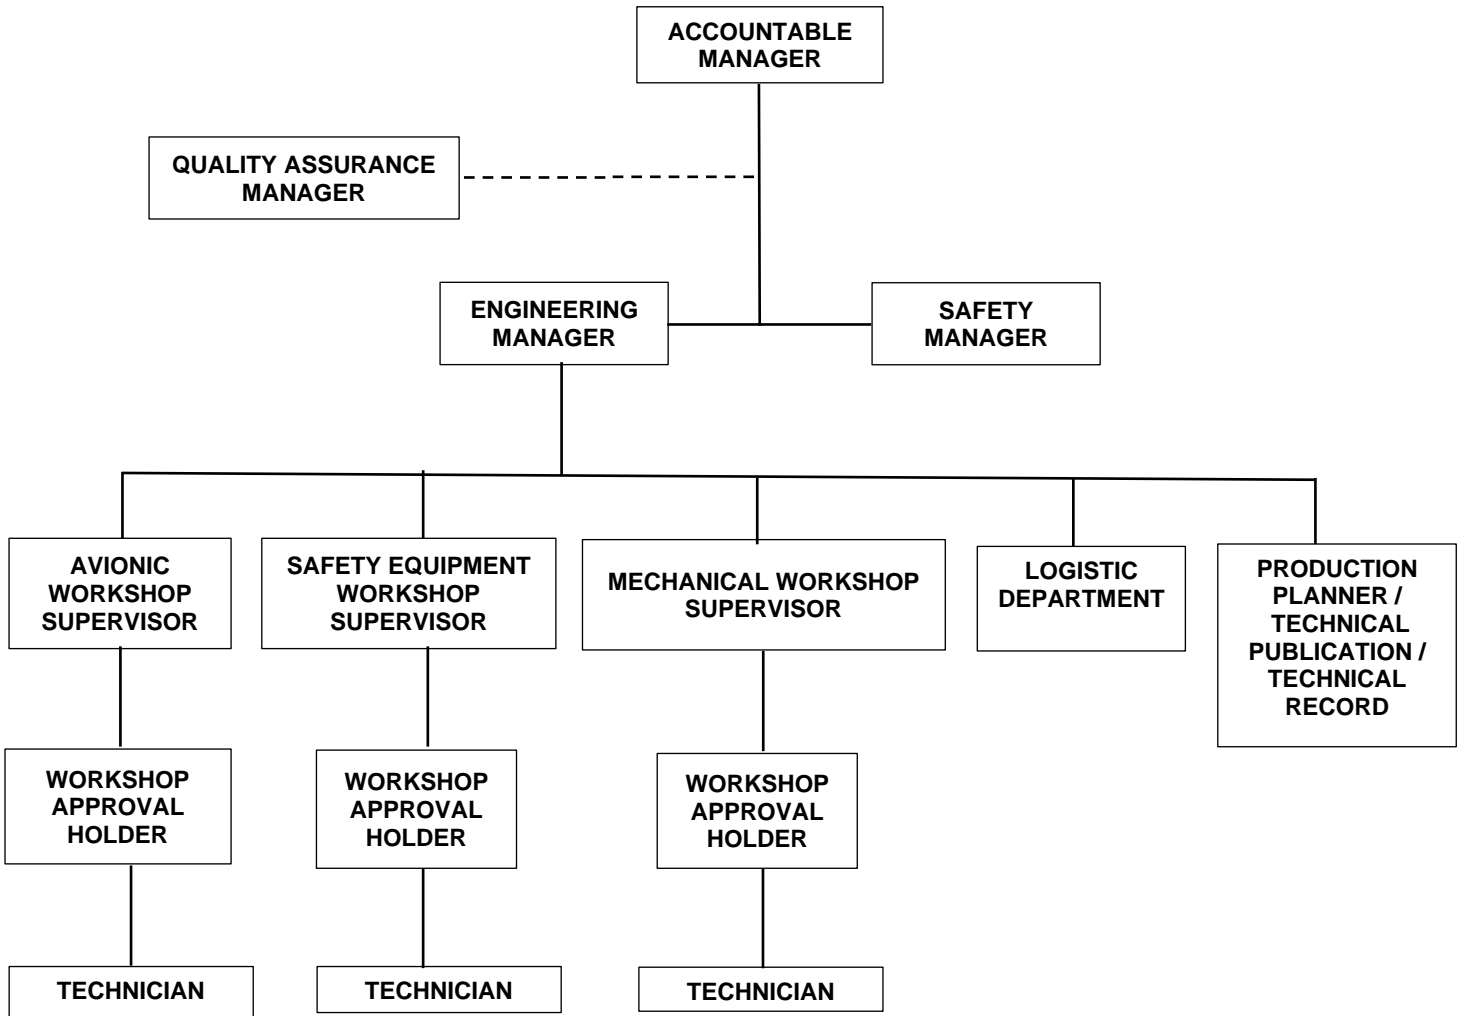 ACCOUNTABLE
MANAGER
QUALITY ASSURANCE
MANAGER
ENGINEERING
MANAGER
SAFETY
MANAGER
AVIONIC
WORKSHOP
SUPERVISOR
SAFETY EQUIPMENT
WORKSHOP
SUPERVISOR
MECHANICAL WORKSHOP
SUPERVISOR
LOGISTIC
DEPARTMENT
PRODUCTION
PLANNER /
TECHNICAL
PUBLICATION /
TECHNICAL
RECORD
WORKSHOP
APPROVAL
HOLDER
WORKSHOP
APPROVAL
HOLDER
WORKSHOP
APPROVAL
HOLDER
TECHNICIAN
TECHNICIAN
TECHNICIAN